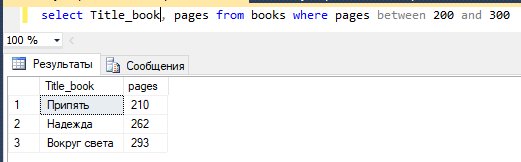 select Title_book, pages from books where pages between 200 and 300
100 %
Результаты Сообщения
Title_book pages
1 Припять 210
2 Надежда 262
3 Вокруг света 293